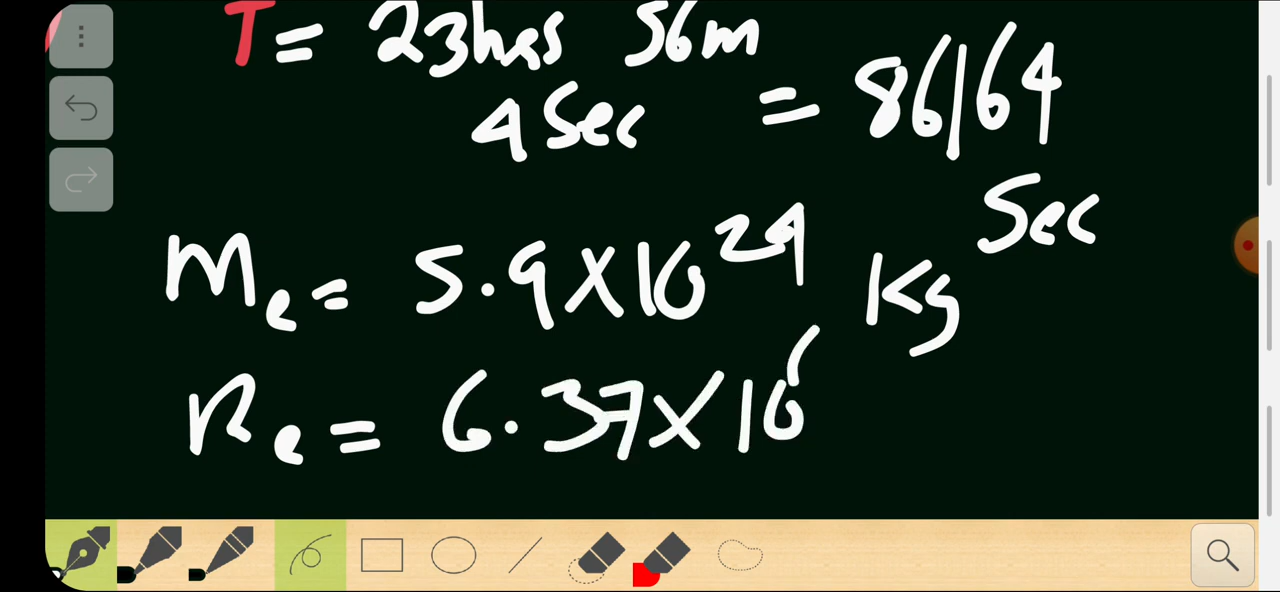 T = 23hrs 56m
4 Sec = 86164
Sec
Me = 5.9 X 10^24 Kg
Re = 6.37 X 10^6